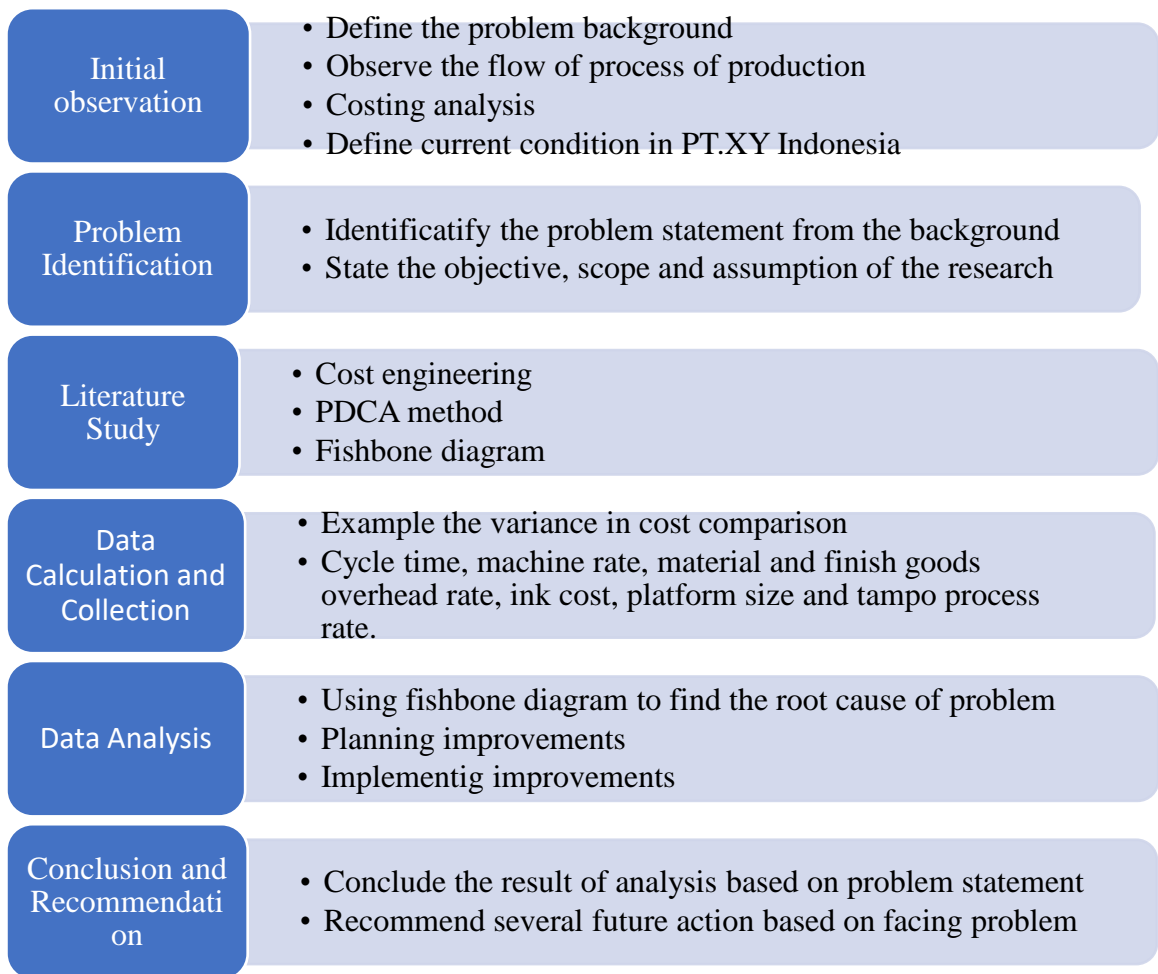 Initial
observation
• Define the problem background
• Observe the flow of process of production
• Costing analysis
• Define current condition in PT.XY Indonesia
Problem
Identification
• Identificatify the problem statement from the background
• State the objective, scope and assumption of the research
Literature
Study
• Cost engineering
• PDCA method
• Fishbone diagram
Data
Calculation and
Collection
• Example the variance in cost comparison
• Cycle time, machine rate, material and finish goods
overhead rate, ink cost, platform size and tampo process
rate.
Data Analysis
• Using fishbone diagram to find the root cause of problem
• Planning improvements
• Implementig improvements
Conclusion and
Recommendati
on
• Conclude the result of analysis based on problem statement
• Recommend several future action based on facing problem